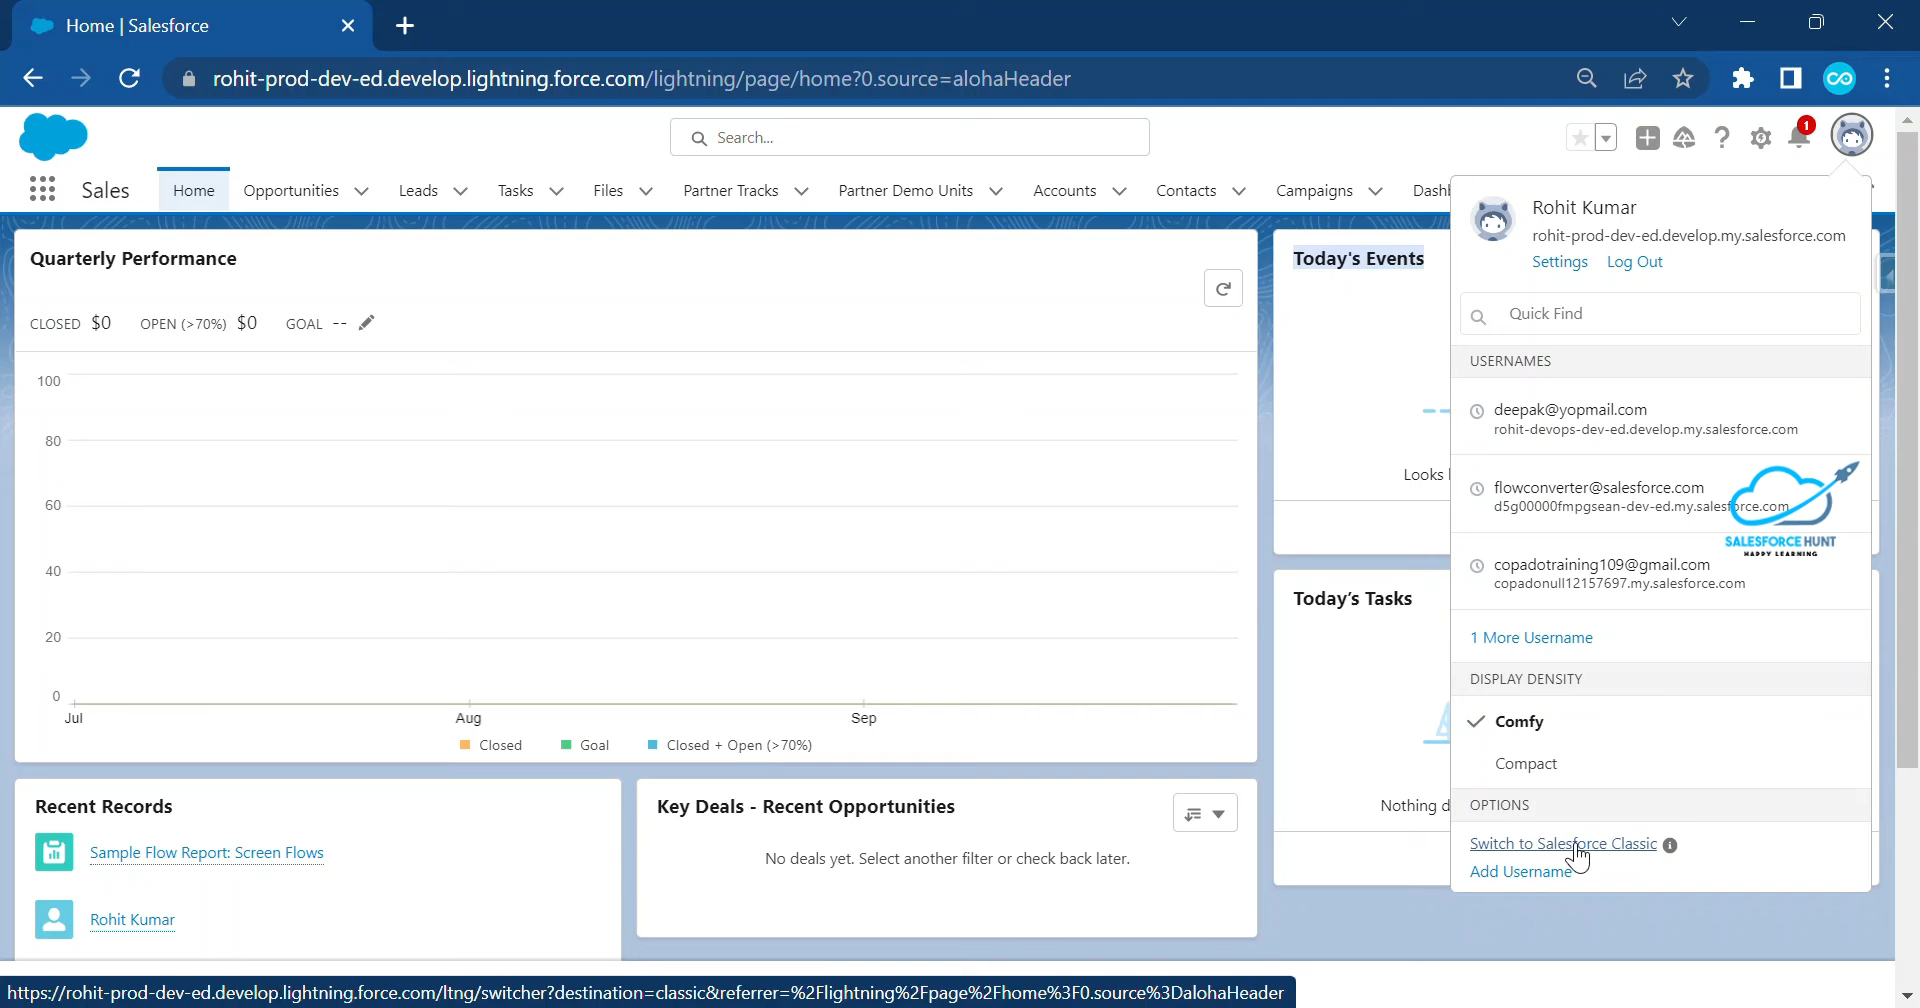 Home | Salesforce
rohit-prod-dev-ed.develop.lightning.force.com/lightning/page/home?0.source=alohaHeader
Search...
1
Sales
Home
Opportunities
Leads
Tasks
Files
Partner Tracks
Partner Demo Units
Accounts
Contacts
Campaigns
Dashb
Quarterly Performance
CLOSED $0 OPEN (>70%) $0 GOAL --
100
80
60
40
20
0
Jul Aug Sep
Closed Goal Closed + Open (>70%)
Recent Records
Sample Flow Report: Screen Flows
Rohit Kumar
Key Deals - Recent Opportunities
No deals yet. Select another filter or check back later.
Today's Events
Looks
Today's Tasks
Nothing d
Rohit Kumar
rohit-prod-dev-ed.develop.my.salesforce.com
Settings Log Out
Quick Find
USERNAMES
deepak@yopmail.com
rohit-devops-dev-ed.develop.my.salesforce.com
flowconverter@salesforce.com
d5g00000fmpgsean-dev-ed.my.salesforce.com
SALESFORCE HUNT
HAPPY LEARNING
copadotraining109@gmail.com
copadonull12157697.my.salesforce.com
1 More Username
DISPLAY DENSITY
Comfy
Compact
OPTIONS
Switch to Salesforce Classic
Add Username
https://rohit-prod-dev-ed.develop.lightning.force.com/ltng/switcher?destination=classic&referrer=%2Flightning%2Fpage%2Fhome%3F0.source%3DalohaHeader